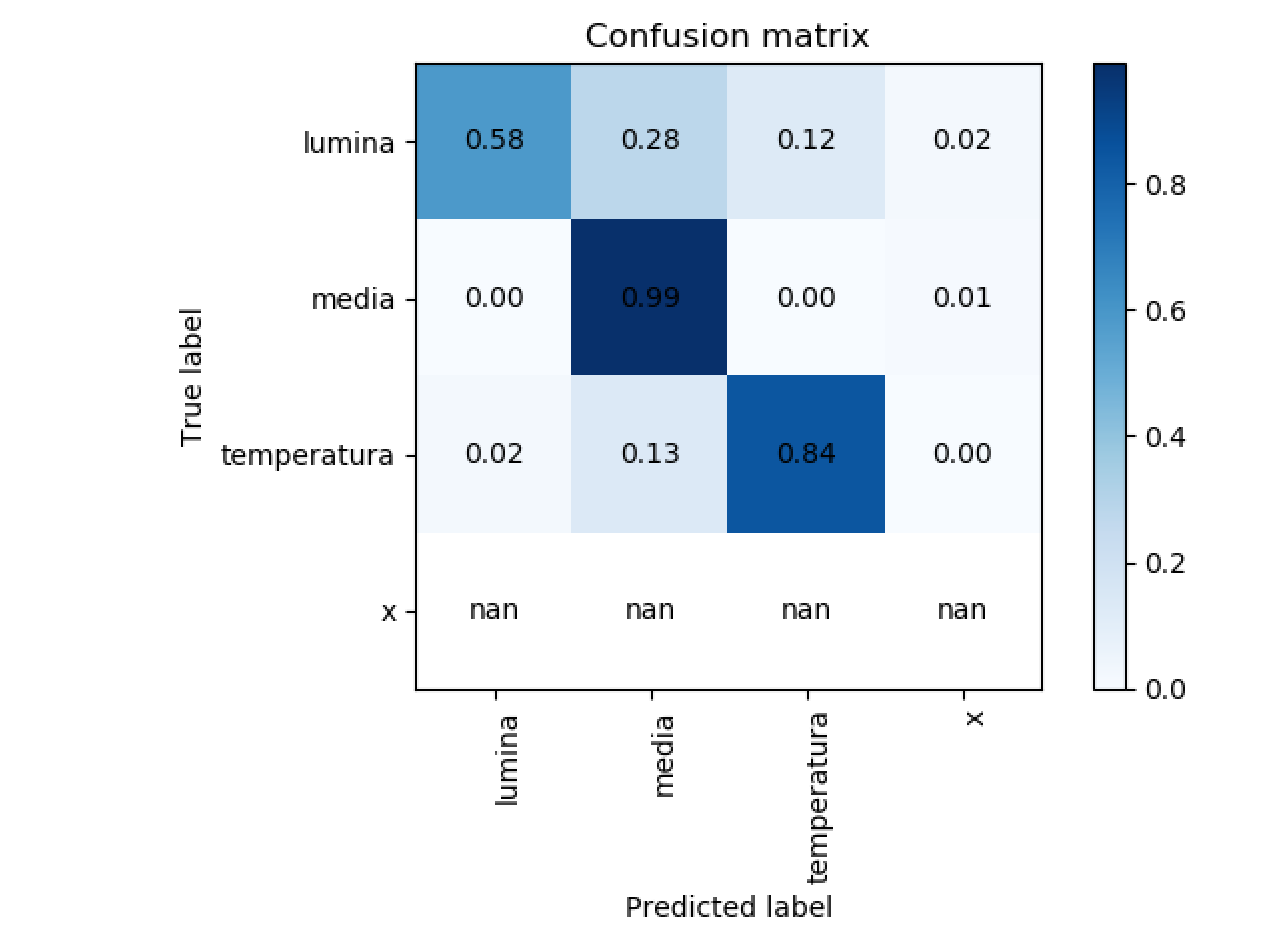 Confusion matrix
lumina 0.58 0.28 0.12 0.02
media 0.00 0.99 0.00 0.01
temperatura 0.02 0.13 0.84 0.00
x nan nan nan nan
True label
lumina media temperatura x
Predicted label
0.8
0.6
0.4
0.2
0.0